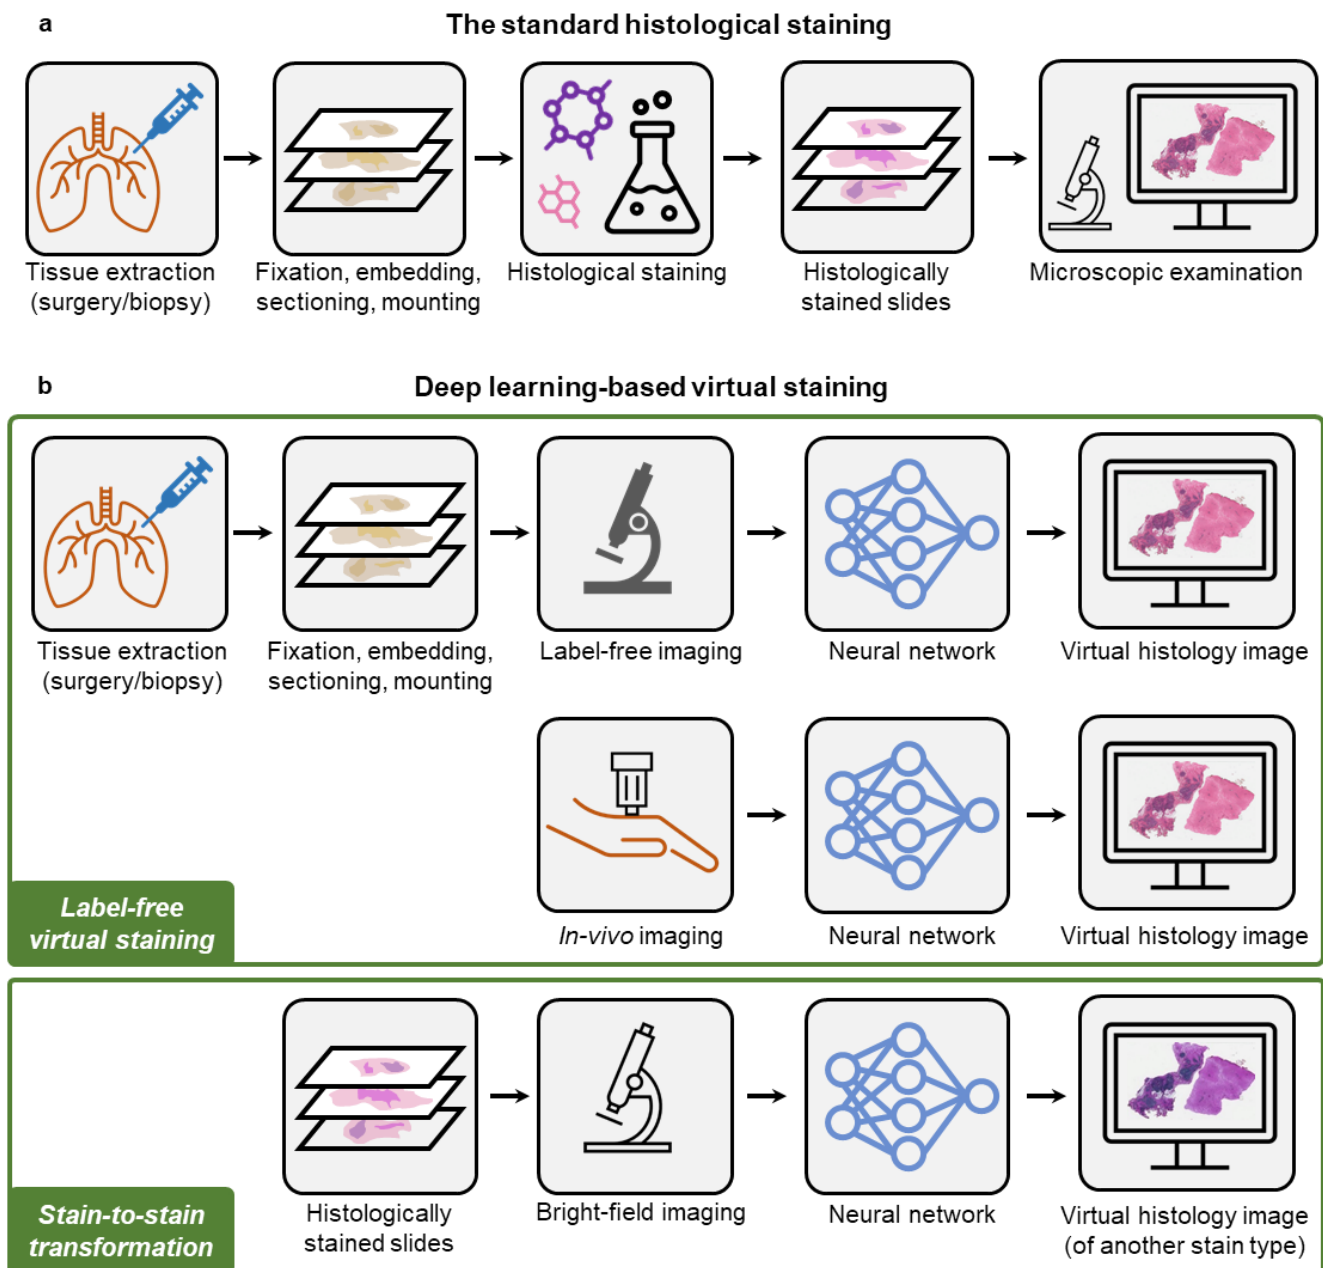 a
The standard histological staining
Tissue extraction
(surgery/biopsy)
Fixation, embedding,
sectioning, mounting
Histological staining
Histologically
stained slides
Microscopic examination
b
Deep learning-based virtual staining
Tissue extraction
(surgery/biopsy)
Fixation, embedding,
sectioning, mounting
Label-free imaging
Neural network
Virtual histology image
In-vivo imaging
Neural network
Virtual histology image
Label-free
virtual staining
Histologically
stained slides
Bright-field imaging
Neural network
Virtual histology image
(of another stain type)
Stain-to-stain
transformation